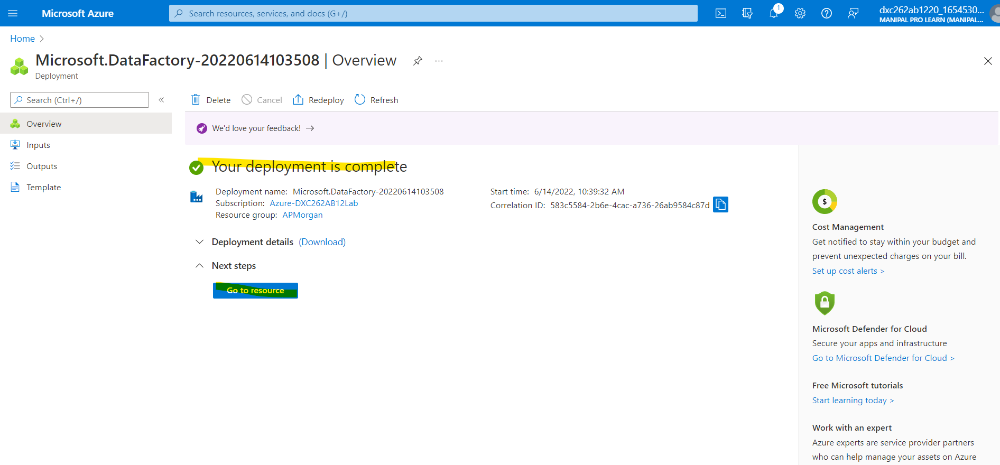 Microsoft Azure
Search resources, services, and docs (G+/)
1
dxc262ab1220_1654530...
MANIPAL PRO LEARN (MANIPAL...
Home >
Microsoft.DataFactory-20220614103508 | Overview
...
Deployment
Search (Ctrl+/)
«
Overview
Inputs
Outputs
Template
Delete
Cancel
Redeploy
Refresh
We'd love your feedback! →
Your deployment is complete
Deployment name: Microsoft.DataFactory-20220614103508
Subscription: Azure-DXC262AB12Lab
Resource group: APMorgan
Start time: 6/14/2022, 10:39:32 AM
Correlation ID: 583c5584-2b6e-4cac-a736-26ab9584c87d
Deployment details (Download)
Next steps
Go to resource
$
Cost Management
Get notified to stay within your budget and
prevent unexpected charges on your bill.
Set up cost alerts >
Microsoft Defender for Cloud
Secure your apps and infrastructure
Go to Microsoft Defender for Cloud >
Free Microsoft tutorials
Start learning today >
Work with an expert
Azure experts are service provider partners
who can help manage your assets on Azure